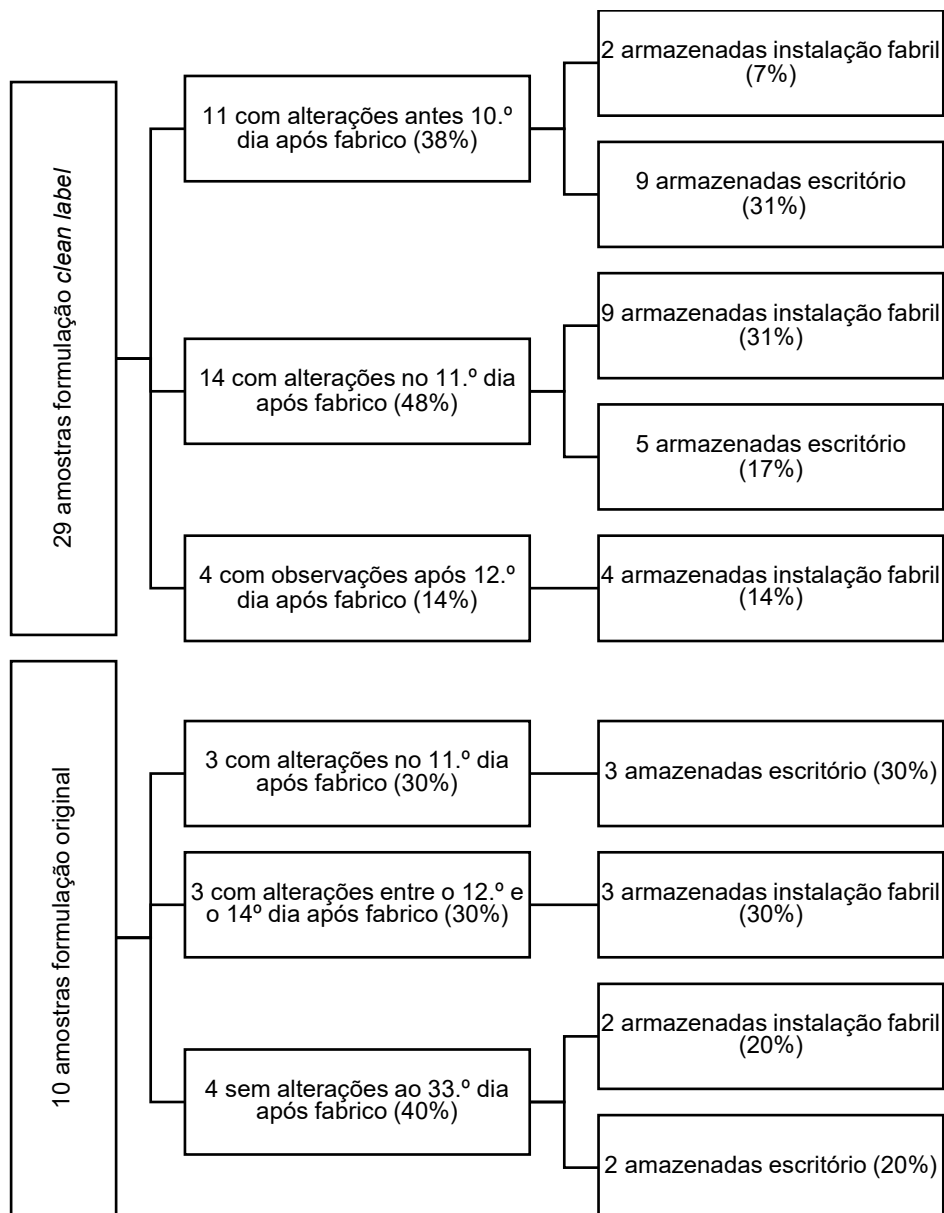 29 amostras formulação clean label
11 com alterações antes 10.º
dia após fabrico (38%)
2 armazenadas instalação fabril
(7%)
9 armazenadas escritório
(31%)
14 com alterações no 11.º dia
após fabrico (48%)
9 armazenadas instalação fabril
(31%)
5 armazenadas escritório
(17%)
4 com observações após 12.º
dia após fabrico (14%)
4 armazenadas instalação fabril
(14%)
10 amostras formulação original
3 com alterações no 11.º dia
após fabrico (30%)
3 amazenadas escritório (30%)
3 com alterações entre o 12.º e
o 14º dia após fabrico (30%)
3 armazenadas instalação fabril
(30%)
4 sem alterações ao 33.º dia
após fabrico (40%)
2 armazenadas instalação fabril
(20%)
2 amazenadas escritório (20%)